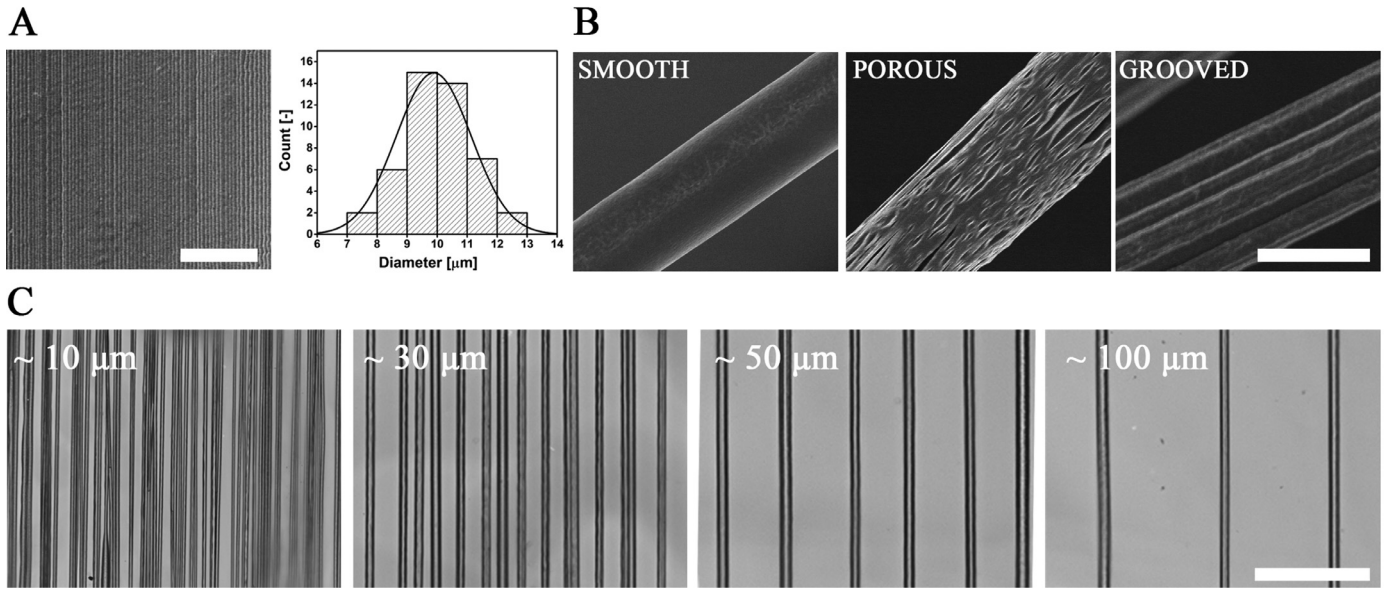 A
B
16
14
12
10
8
6
4
2
0
Count [-]
6 7 8 9 10 11 12 13 14
Diameter [μm]
SMOOTH
POROUS
GROOVED
C
~ 10 μm
~ 30 μm
~ 50 μm
~ 100 μm